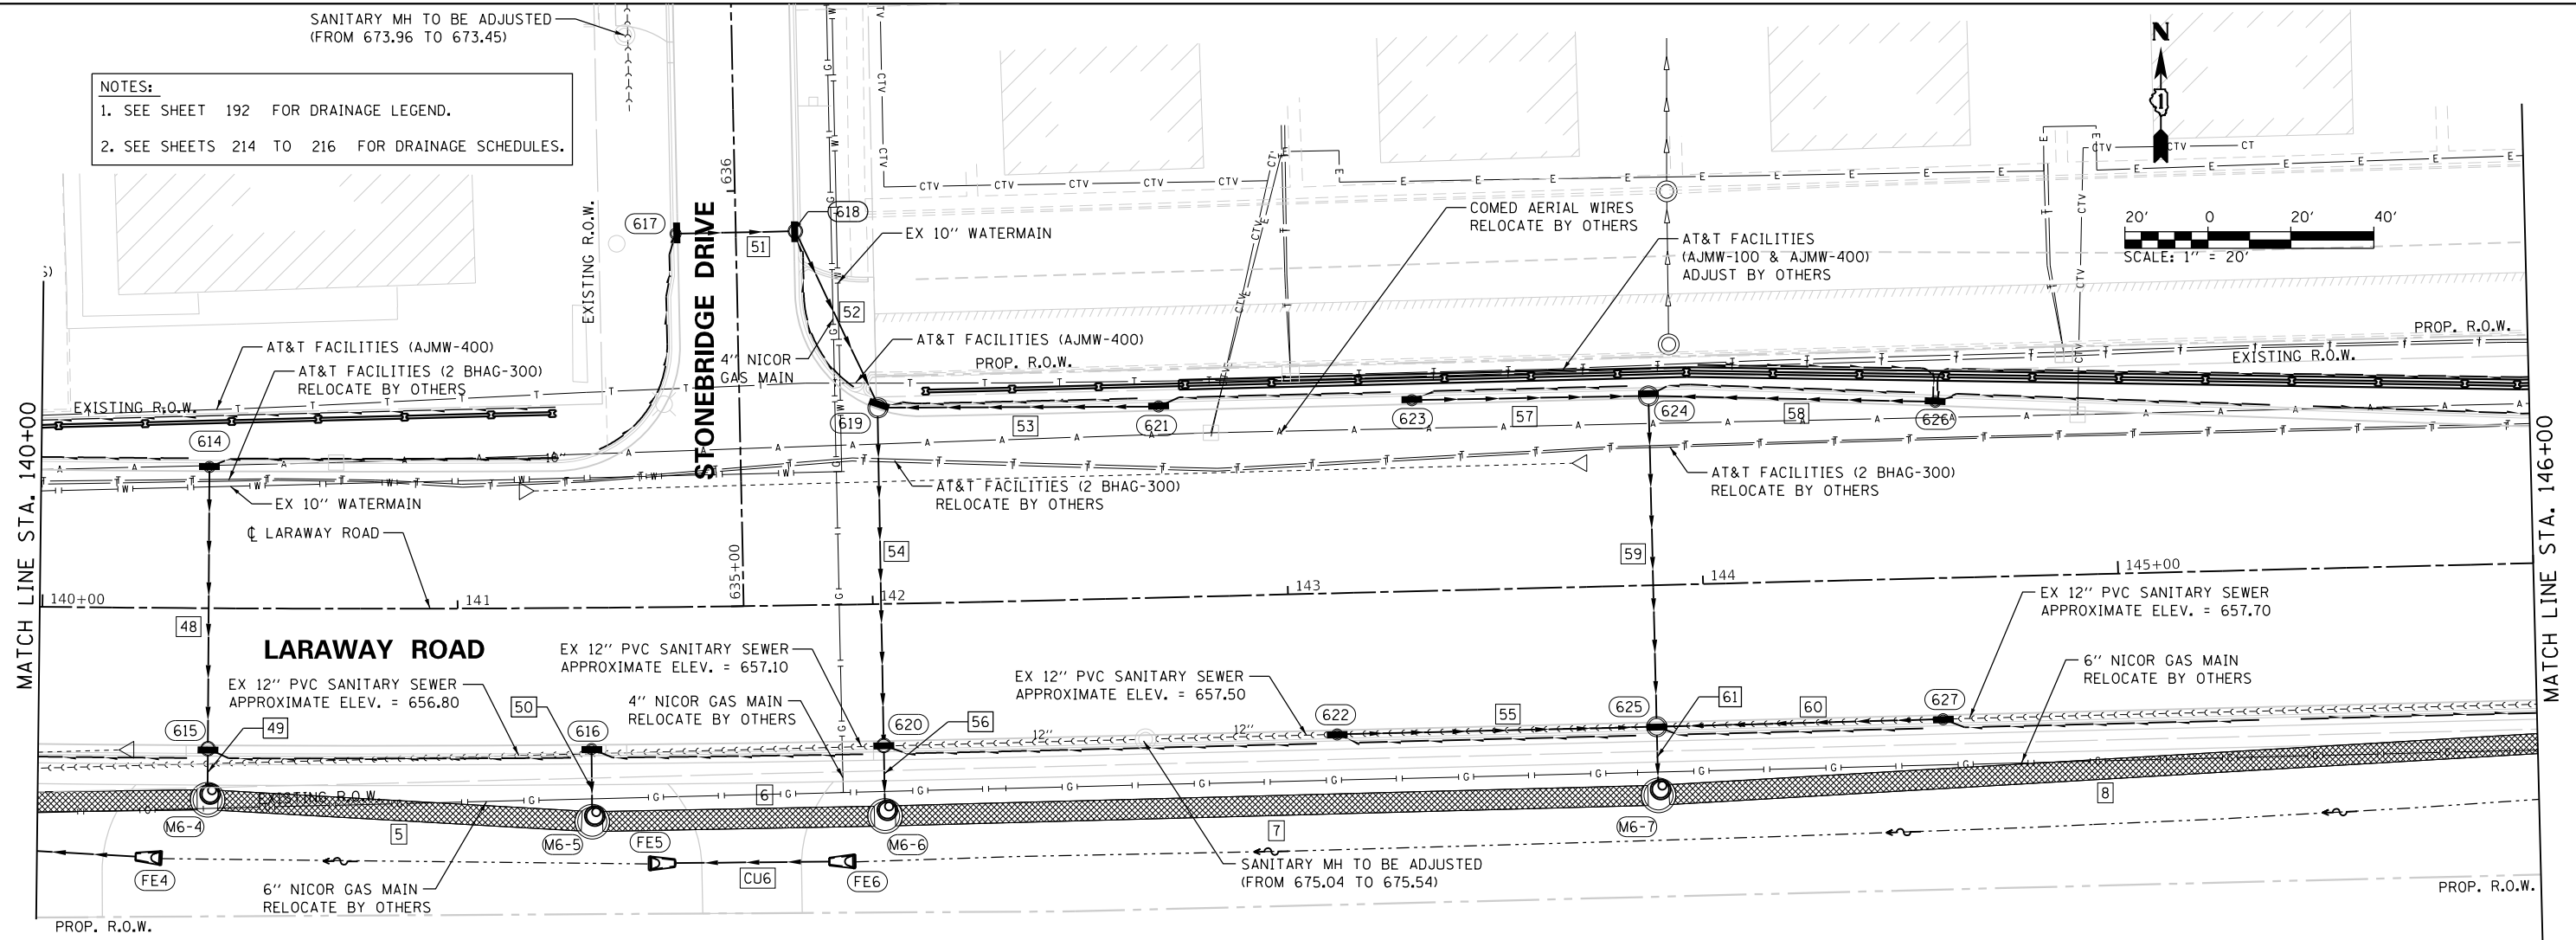 SANITARY MH TO BE ADJUSTED
(FROM 673.96 TO 673.45)
NOTES:
1. SEE SHEET 192 FOR DRAINAGE LEGEND.
2. SEE SHEETS 214 TO 216 FOR DRAINAGE SCHEDULES.
N
1
20' 0 20' 40'
SCALE: 1" = 20'
636
617
618
51
EXISTING R.O.W.
STONEBRIDGE DRIVE
EX 10" WATERMAIN
COMED AERIAL WIRES
RELOCATE BY OTHERS
AT&T FACILITIES
(AJMW-100 & AJMW-400)
ADJUST BY OTHERS
52
AT&T FACILITIES (AJMW-400)
AT&T FACILITIES (2 BHAG-300)
RELOCATE BY OTHERS
4" NICOR
GAS MAIN
AT&T FACILITIES (AJMW-400)
PROP. R.O.W.
PROP. R.O.W.
EXISTING R.O.W.
EXISTING R.O.W.
614
619
53
621
623
57
624
58
626
MATCH LINE STA. 140+00
MATCH LINE STA. 146+00
EX 10" WATERMAIN
℄ LARAWAY ROAD
AT&T FACILITIES (2 BHAG-300)
RELOCATE BY OTHERS
AT&T FACILITIES (2 BHAG-300)
RELOCATE BY OTHERS
54
59
635+00
140+00
141
142
143
144
145+00
48
LARAWAY ROAD
EX 12" PVC SANITARY SEWER
APPROXIMATE ELEV. = 656.80
EX 12" PVC SANITARY SEWER
APPROXIMATE ELEV. = 657.10
EX 12" PVC SANITARY SEWER
APPROXIMATE ELEV. = 657.50
EX 12" PVC SANITARY SEWER
APPROXIMATE ELEV. = 657.70
6" NICOR GAS MAIN
RELOCATE BY OTHERS
4" NICOR GAS MAIN
RELOCATE BY OTHERS
615
49
50
616
620
56
622
55
625
61
60
627
12"
12"
EXISTING R.O.W.
M6-4
5
M6-5
6
M6-6
7
M6-7
8
FE4
FE5
CU6
FE6
6" NICOR GAS MAIN
RELOCATE BY OTHERS
SANITARY MH TO BE ADJUSTED
(FROM 675.04 TO 675.54)
PROP. R.O.W.
PROP. R.O.W.